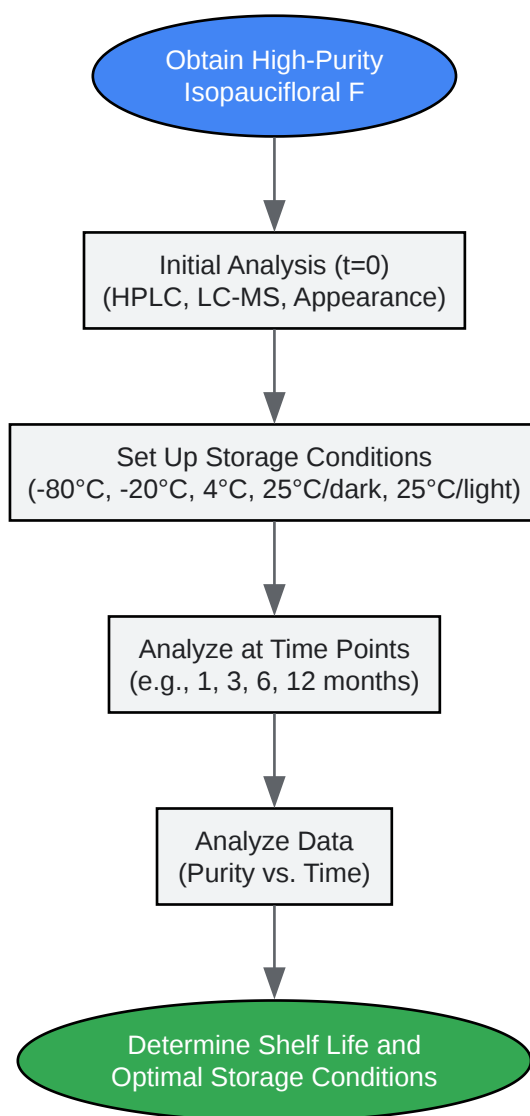 Obtain High-Purity
Isopaucifloral F
Initial Analysis (t=0)
(HPLC, LC-MS, Appearance)
Set Up Storage Conditions
(-80°C, -20°C, 4°C, 25°C/dark, 25°C/light)
Analyze at Time Points
(e.g., 1, 3, 6, 12 months)
Analyze Data
(Purity vs. Time)
Determine Shelf Life and
Optimal Storage Conditions